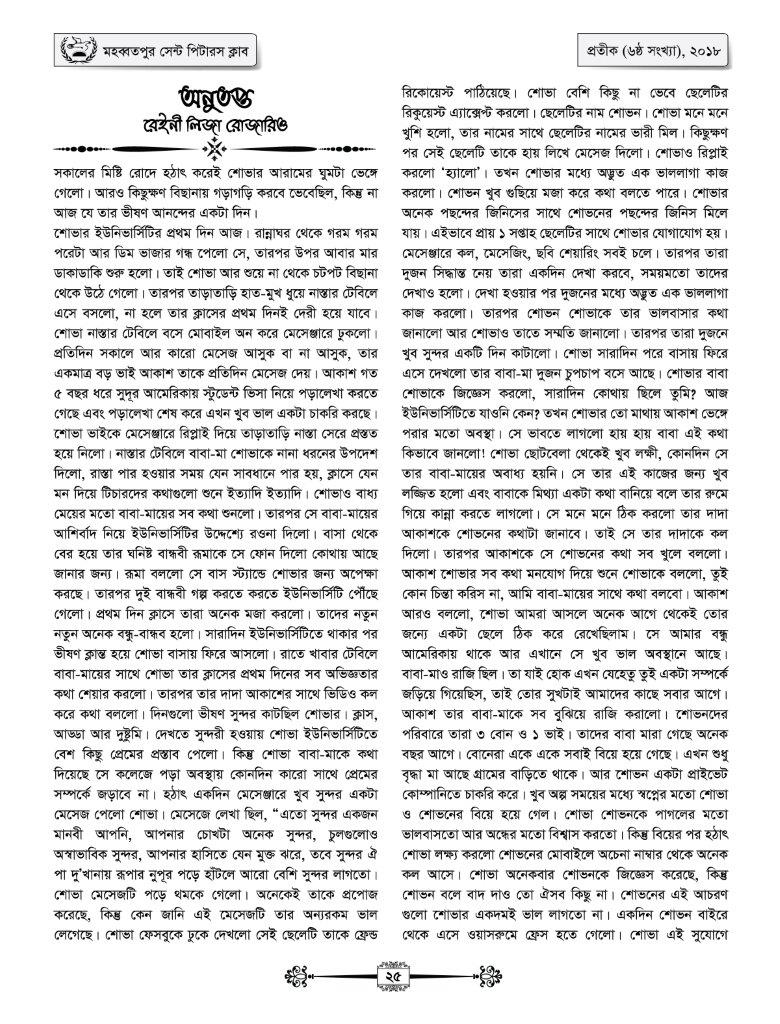 মহব্বতপুর সেন্ট পিটারস ক্লাব
প্রতীক (৬ষ্ঠ সংখ্যা), ২০১৮
অনুতপ্ত
রেইনী লিজা রোজারিও
সকালের মিষ্টি রোদে হঠাৎ করেই শোভার আরামের ঘুমটা ভেঙ্গে
গেলো। আরও কিছুক্ষণ বিছানায় গড়াগড়ি করবে ভেবেছিল, কিন্তু না
আজ যে তার ভীষণ আনন্দের একটা দিন।
শোভার ইউনিভার্সিটির প্রথম দিন আজ। রান্নাঘর থেকে গরম গরম
পরেটা আর ডিম ভাজার গন্ধ পেলো সে, তারপর উপর আবার মার
ডাকাডাকি শুরু হলো। তাই শোভা আর শুয়ে না থেকে চটপট বিছানা
থেকে উঠে গেলো। তারপর তাড়াতাড়ি হাত-মুখ ধুয়ে নাস্তার টেবিলে
এসে বসলো, না হলে তার ক্লাসের প্রথম দিনই দেরী হয়ে যাবে।
শোভা নাস্তার টেবিলে বসে মোবাইল অন করে মেসেঞ্জারে ঢুকলো।
প্রতিদিন সকালে আর কারো মেসেজ আসুক বা না আসুক, তার
একমাত্র বড় ভাই আকাশ তাকে প্রতিদিন মেসেজ দেয়। আকাশ গত
৫ বছর ধরে সুদূর আমেরিকায় স্টুডেন্ট ভিসা নিয়ে পড়ালেখা করতে
গেছে এবং পড়ালেখা শেষ করে এখন খুব ভাল একটা চাকরি করছে।
শোভা ভাইকে মেসেঞ্জারে রিপ্লাই দিয়ে তাড়াতাড়ি নাস্তা সেরে প্রস্তত
হয়ে নিলো। নাস্তার টেবিলে বাবা-মা শোভাকে নানা ধরনের উপদেশ
দিলো, রাস্তা পার হওয়ার সময় যেন সাবধানে পার হয়, ক্লাসে যেন
মন দিয়ে টিচারদের কথাগুলো শুনে ইত্যাদি ইত্যাদি। শোভাও বাধ্য
মেয়ের মতো বাবা-মায়ের সব কথা শুনলো। তারপর সে বাবা-মায়ের
আশির্বাদ নিয়ে ইউনিভার্সিটির উদ্দেশ্যে রওনা দিলো। বাসা থেকে
বের হয়ে তার ঘনিষ্ট বান্ধবী রূমাকে সে ফোন দিলো কোথায় আছে
জানার জন্য। রূমা বললো সে বাস স্ট্যান্ডে শোভার জন্য অপেক্ষা
করছে। তারপর দুই বান্ধবী গল্প করতে করতে ইউনিভার্সিটি পৌঁছে
গেলো। প্রথম দিন ক্লাসে তারা অনেক মজা করলো। তাদের নতুন
নতুন অনেক বন্ধু-বান্ধব হলো। সারাদিন ইউনিভার্সিটিতে থাকার পর
ভীষণ ক্লান্ত হয়ে শোভা বাসায় ফিরে আসলো। রাতে খাবার টেবিলে
বাবা-মায়ের সাথে শোভা তার ক্লাসের প্রথম দিনের সব অভিজ্ঞতার
কথা শেয়ার করলো। তারপর তার দাদা আকাশের সাথে ভিডিও কল
করে কথা বললো। দিনগুলো ভীষণ সুন্দর কাটছিল শোভার। ক্লাস,
আড্ডা আর দুষ্টুমি। দেখতে সুন্দরী হওয়ায় শোভা ইউনিভার্সিটিতে
বেশ কিছু প্রেমের প্রস্তাব পেলো। কিন্তু শোভা বাবা-মাকে কথা
দিয়েছে সে কলেজে পড়া অবস্থায় কোনদিন কারো সাথে প্রেমের
সম্পর্কে জড়াবে না। হঠাৎ একদিন মেসেঞ্জারে খুব সুন্দর একটা
মেসেজ পেলো শোভা। মেসেজে লেখা ছিল, “এতো সুন্দর একজন
মানবী আপনি, আপনার চোখটা অনেক সুন্দর, চুলগুলোও
অস্বাভাবিক সুন্দর, আপনার হাসিতে যেন মুক্ত ঝরে, তবে সুন্দর ঐ
পা দু'খানায় রূপার নুপূর পড়ে হাঁটলে আরো বেশি সুন্দর লাগতো।
শোভা মেসেজটি পড়ে থমকে গেলো। অনেকেই তাকে প্রপোজ
করেছে, কিন্তু কেন জানি এই মেসেজটি তার অন্যরকম ভাল
লেগেছে। শোভা ফেসবুকে ঢুকে দেখলো সেই ছেলেটি তাকে ফ্রেন্ড
রিকোয়েস্ট পাঠিয়েছে। শোভা বেশি কিছু না ভেবে ছেলেটির
রিকুয়েস্ট এ্যাক্সেপ্ট করলো। ছেলেটির নাম শোভন। শোভা মনে মনে
খুশি হলো, তার নামের সাথে ছেলেটির নামের ভারী মিল। কিছুক্ষণ
পর সেই ছেলেটি তাকে হায় লিখে মেসেজ দিলো। শোভাও রিপ্লাই
করলো ‘হ্যালো’। তখন শোভার মধ্যে অদ্ভুত এক ভাললাগা কাজ
করলো। শোভন খুব গুছিয়ে মজা করে কথা বলতে পারে। শোভার
অনেক পছন্দের জিনিসের সাথে শোভনের পছন্দের জিনিস মিলে
যায়। এইভাবে প্রায় ১ সপ্তাহ ছেলেটির সাথে শোভার যোগাযোগ হয়।
মেসেঞ্জারে কল, মেসেজিং, ছবি শেয়ারিং সবই চলে। তারপর তারা
দুজন সিদ্ধান্ত নেয় তারা একদিন দেখা করবে, সময়মতো তাদের
দেখাও হলো। দেখা হওয়ার পর দুজনের মধ্যে অদ্ভুত এক ভাললাগা
কাজ করলো। তারপর শোভন শোভাকে তার ভালবাসার কথা
জানালো আর শোভাও তাতে সম্মতি জানালো। তারপর তারা দুজনে
খুব সুন্দর একটি দিন কাটালো। শোভা সারাদিন পরে বাসায় ফিরে
এসে দেখলো তার বাবা-মা দুজন চুপচাপ বসে আছে। শোভার বাবা
শোভাকে জিজ্ঞেস করলো, সারাদিন কোথায় ছিলে তুমি? আজ
ইউনিভার্সিটিতে যাওনি কেন? তখন শোভার তো মাথায় আকাশ ভেঙ্গে
পরার মতো অবস্থা। সে ভাবতে লাগলো হায় হায় বাবা এই কথা
কিভাবে জানলো! শোভা ছোটবেলা থেকেই খুব লক্ষী, কোনদিন সে
তার বাবা-মায়ের অবাধ্য হয়নি। সে তার এই কাজের জন্য খুব
লজ্জিত হলো এবং বাবাকে মিথ্যা একটা কথা বানিয়ে বলে তার রুমে
গিয়ে কান্না করতে লাগলো। সে মনে মনে ঠিক করলো তার দাদা
আকাশকে শোভনের কথাটা জানাবে। তাই সে তার দাদাকে কল
দিলো। তারপর আকাশকে সে শোভনের কথা সব খুলে বললো।
আকাশ শোভার সব কথা মনযোগ দিয়ে শুনে শোভাকে বললো, তুই
কোন চিন্তা করিস না, আমি বাবা-মায়ের সাথে কথা বলবো। আকাশ
আরও বললো, শোভা আমরা আসলে অনেক আগে থেকেই তোর
জন্যে একটা ছেলে ঠিক করে রেখেছিলাম। সে আমার বন্ধু
আমেরিকায় থাকে আর এখানে সে খুব ভাল অবস্থানে আছে।
বাবা-মাও রাজি ছিল। তা যাই হোক এখন যেহেতু তুই একটা সম্পর্কে
জড়িয়ে গিয়েছিস, তাই তোর সুখটাই আমাদের কাছে সবার আগে।
আকাশ তার বাবা-মাকে সব বুঝিয়ে রাজি করালো। শোভনদের
পরিবারে তারা ৩ বোন ও ১ ভাই। তাদের বাবা মারা গেছে অনেক
বছর আগে। বোনেরা একে একে সবাই বিয়ে হয়ে গেছে। এখন শুধু
বৃদ্ধা মা আছে গ্রামের বাড়িতে থাকে। আর শোভন একটা প্রাইভেট
কোম্পানিতে চাকরি করে। খুব অল্প সময়ের মধ্যে স্বপ্নের মতো শোভা
ও শোভনের বিয়ে হয়ে গেল। শোভা শোভনকে পাগলের মতো
ভালবাসতো আর অন্ধের মতো বিশ্বাস করতো। কিন্তু বিয়ের পর হঠাৎ
শোভা লক্ষ্য করলো শোভনের মোবাইলে অচেনা নাম্বার থেকে অনেক
কল আসে। শোভা অনেকবার শোভনকে জিজ্ঞেস করেছে, কিন্তু
শোভন বলে বাদ দাও তো ঐসব কিছু না। শোভনের এই আচরণ
গুলো শোভার একদমই ভাল লাগতো না। একদিন শোভন বাইরে
থেকে এসে ওয়াসরুমে ফ্রেস হতে গেলো। শোভা এই সুযোগে
২৫